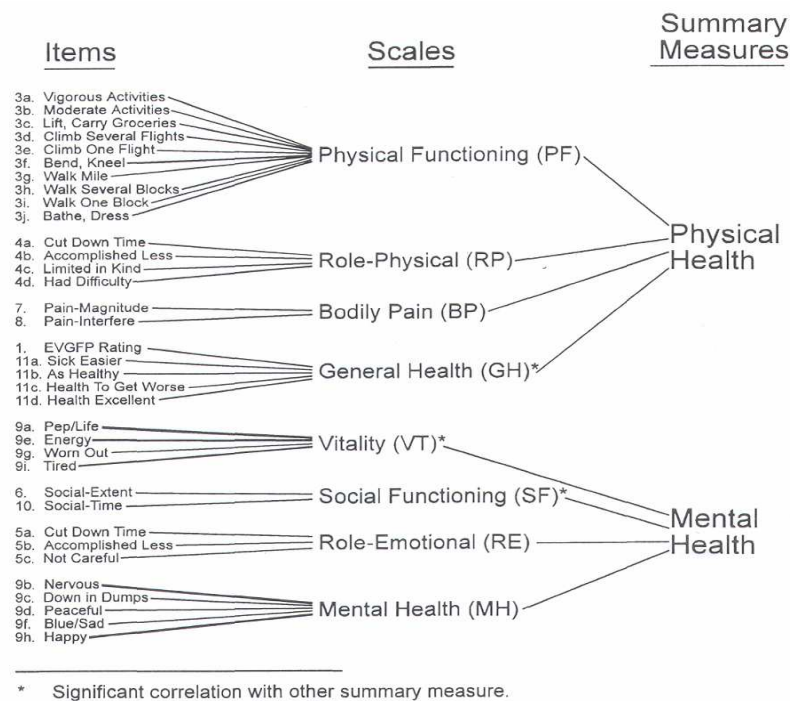 Items
Scales
Summary
Measures
3a. Vigorous Activities
3b. Moderate Activities
3c. Lift, Carry Groceries
3d. Climb Several Flights
3e. Climb One Flight
3f. Bend, Kneel
3g. Walk Mile
3h. Walk Several Blocks
3i. Walk One Block
3j. Bathe, Dress
Physical Functioning (PF)
4a. Cut Down Time
4b. Accomplished Less
4c. Limited in Kind
4d. Had Difficulty
Role-Physical (RP)
7. Pain-Magnitude
8. Pain-Interfere
Bodily Pain (BP)
1. EVGFP Rating
11a. Sick Easier
11b. As Healthy
11c. Health To Get Worse
11d. Health Excellent
General Health (GH)*
Physical
Health
9a. Pep/Life
9e. Energy
9g. Worn Out
9i. Tired
Vitality (VT)*
6. Social-Extent
10. Social-Time
Social Functioning (SF)*
5a. Cut Down Time
5b. Accomplished Less
5c. Not Careful
Role-Emotional (RE)
9b. Nervous
9c. Down in Dumps
9d. Peaceful
9f. Blue/Sad
9h. Happy
Mental Health (MH)
Mental
Health
* Significant correlation with other summary measure.